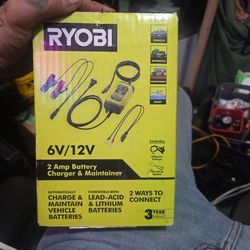 RYOBI
6V/12V
2 Amp Battery
Charger & Maintainer
Includes
AUTOMATICALLY
CHARGE &
MAINTAIN
VEHICLE
BATTERIES
COMPATIBLE WITH
LEAD-ACID
& LITHIUM
BATTERIES
2 WAYS TO
CONNECT
3 YEAR